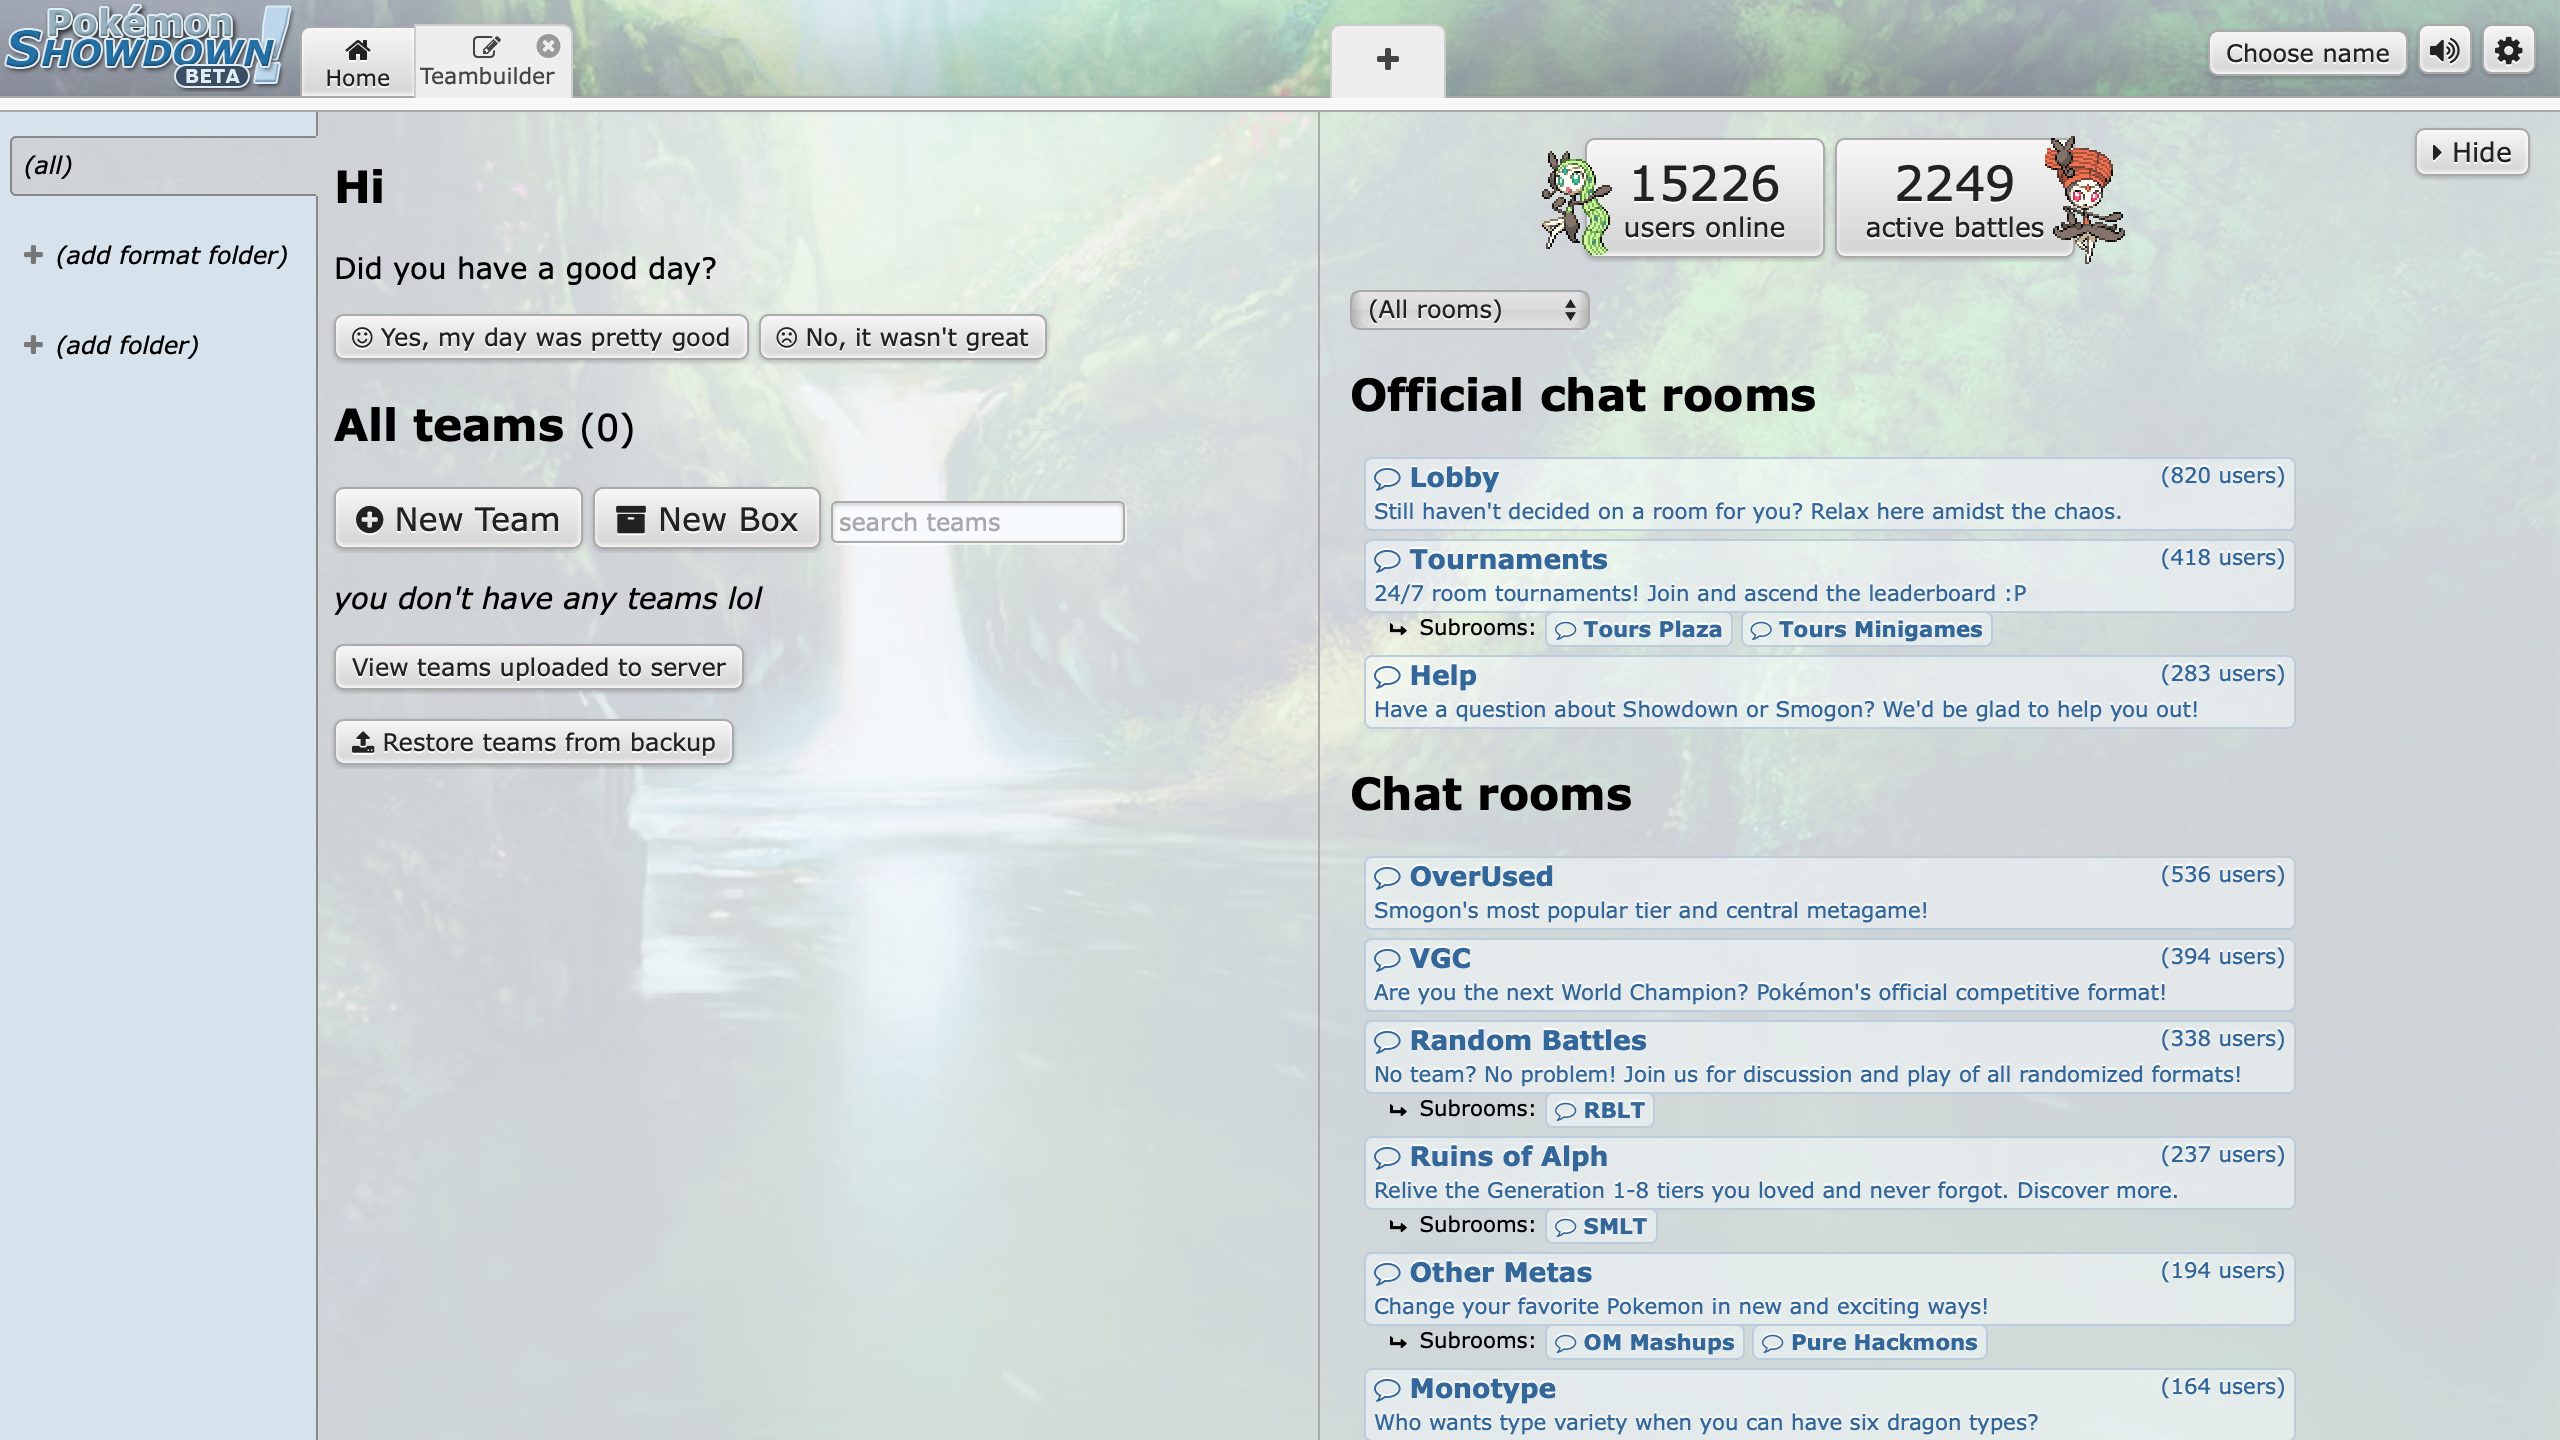 Pokémon
SHOWDOWN!
BETA
Home
Teambuilder
Choose name
(all)
(add format folder)
(add folder)
Hi
Did you have a good day?
Yes, my day was pretty good
No, it wasn't great
All teams (0)
New Team
New Box
search teams
you don't have any teams lol
View teams uploaded to server
Restore teams from backup
15226
users online
2249
active battles
Hide
(All rooms)
Official chat rooms
Lobby (820 users)
Still haven't decided on a room for you? Relax here amidst the chaos.
Tournaments (418 users)
24/7 room tournaments! Join and ascend the leaderboard :P
Subrooms: Tours Plaza Tours Minigames
Help (283 users)
Have a question about Showdown or Smogon? We'd be glad to help you out!
Chat rooms
OverUsed (536 users)
Smogon's most popular tier and central metagame!
VGC (394 users)
Are you the next World Champion? Pokémon's official competitive format!
Random Battles (338 users)
No team? No problem! Join us for discussion and play of all randomized formats!
Subrooms: RBLT
Ruins of Alph (237 users)
Relive the Generation 1-8 tiers you loved and never forgot. Discover more.
Subrooms: SMLT
Other Metas (194 users)
Change your favorite Pokemon in new and exciting ways!
Subrooms: OM Mashups Pure Hackmons
Monotype (164 users)
Who wants type variety when you can have six dragon types?